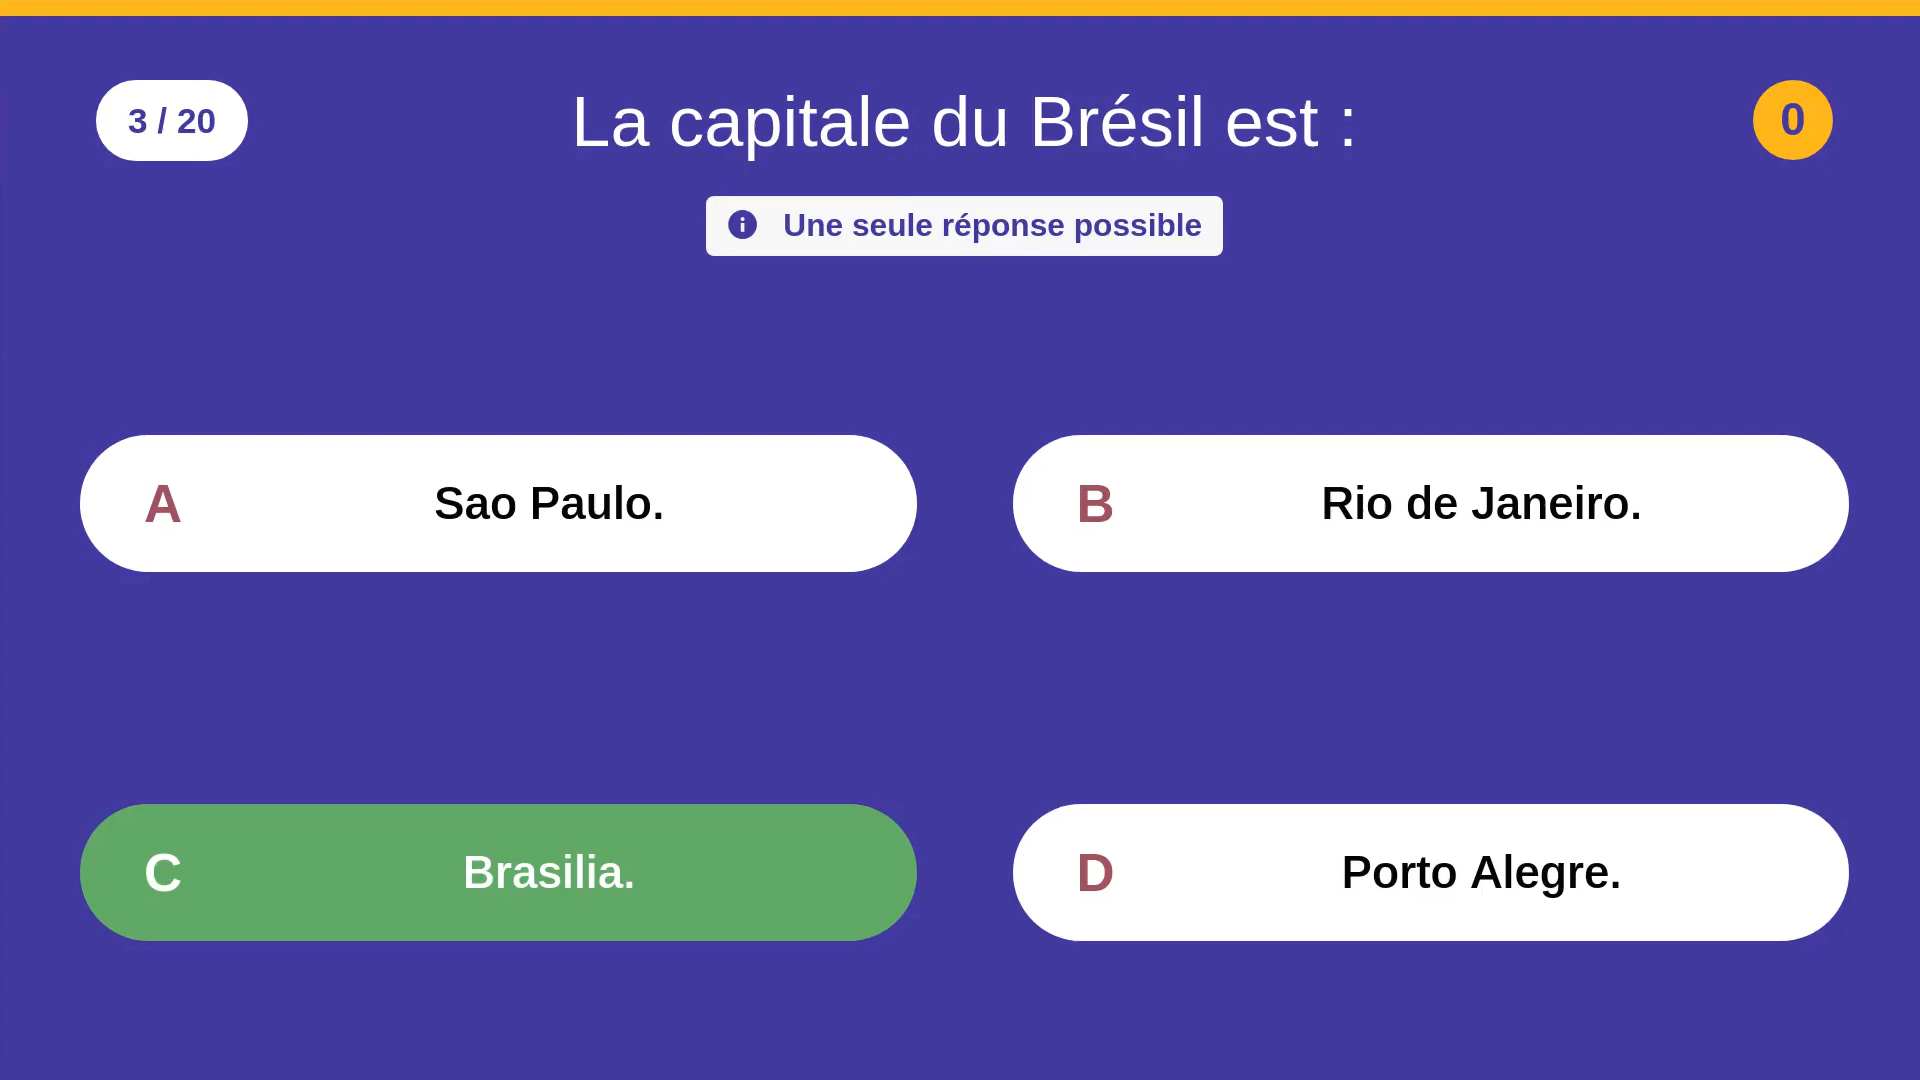 3 / 20
La capitale du Brésil est :
0
Une seule réponse possible
A
Sao Paulo.
B
Rio de Janeiro.
C
Brasilia.
D
Porto Alegre.